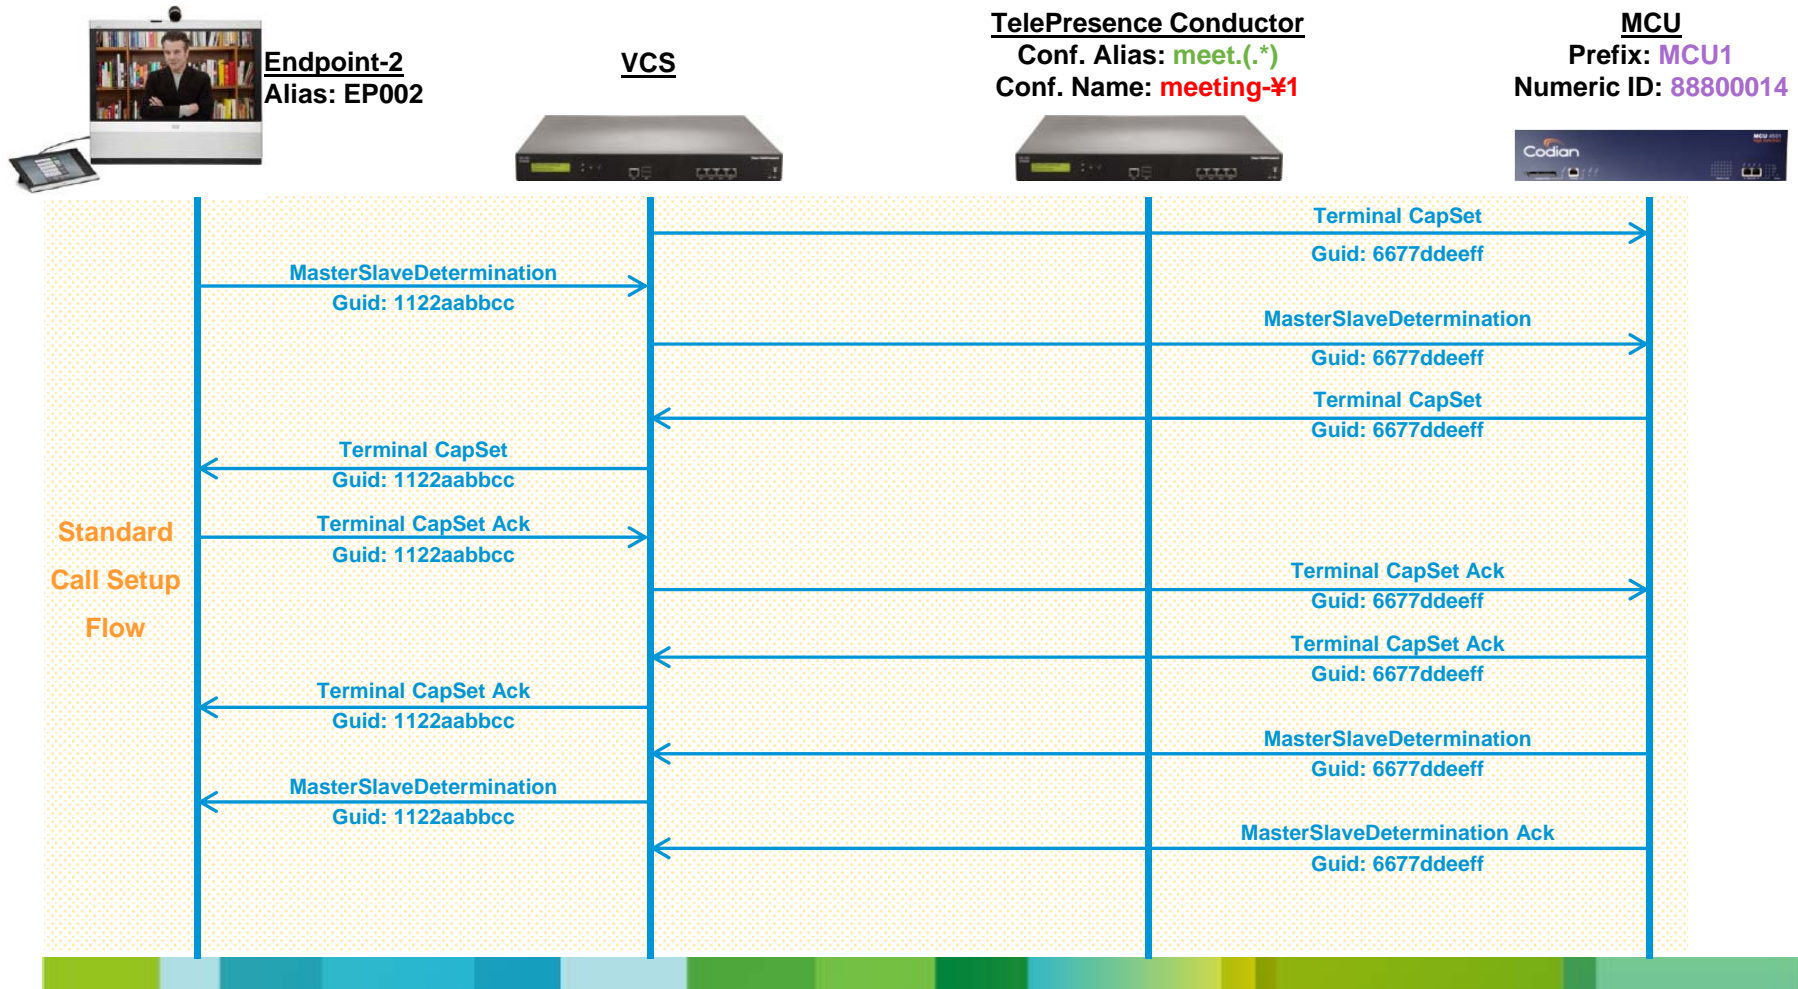 Endpoint-2
Alias: EP002
VCS
TelePresence Conductor
Conf. Alias: meet.(.*)
Conf. Name: meeting-¥1
MCU
Prefix: MCU1
Numeric ID: 88800014
Codian
Terminal CapSet
Guid: 6677ddeeff
MasterSlaveDetermination
Guid: 1122aabbcc
MasterSlaveDetermination
Guid: 6677ddeeff
Terminal CapSet
Guid: 6677ddeeff
Terminal CapSet
Guid: 1122aabbcc
Terminal CapSet Ack
Guid: 1122aabbcc
Standard
Call Setup
Flow
Terminal CapSet Ack
Guid: 6677ddeeff
Terminal CapSet Ack
Guid: 6677ddeeff
Terminal CapSet Ack
Guid: 1122aabbcc
MasterSlaveDetermination
Guid: 6677ddeeff
MasterSlaveDetermination
Guid: 1122aabbcc
MasterSlaveDetermination Ack
Guid: 6677ddeeff